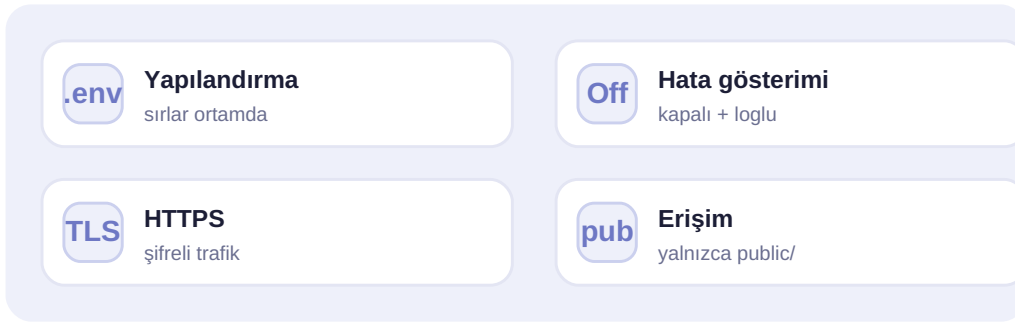 .env
Yapılandırma
sırlar ortamda
Off
Hata gösterimi
kapalı + loglu
TLS
HTTPS
şifreli trafik
pub
Erişim
yalnızca public/